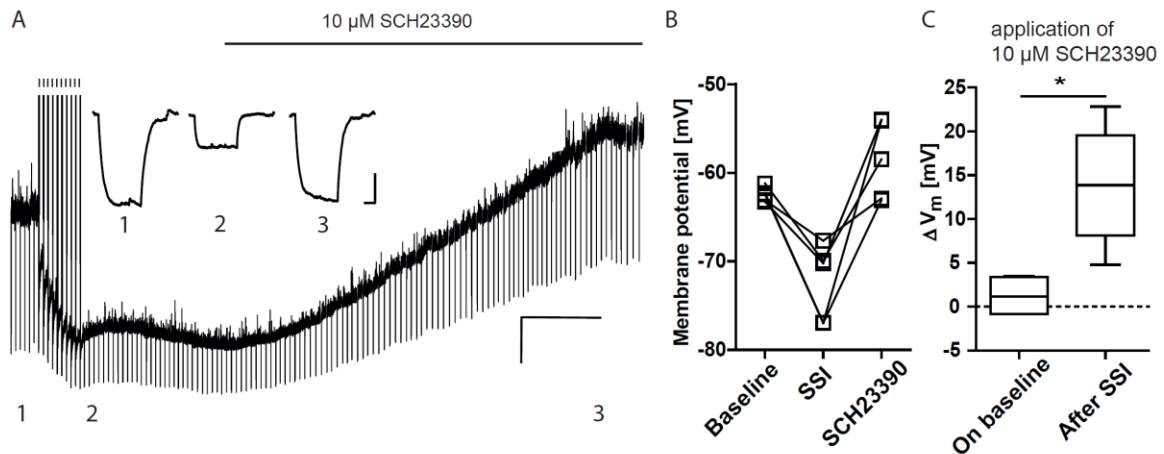 A
10 µM SCH23390
1
2
3
1
2
3
B
Membrane potential [mV]
-50
-60
-70
-80
Baseline
SSI
SCH23390
C
application of
10 µM SCH23390
*
Δ Vm [mV]
25
20
15
10
5
0
-5
On baseline
After SSI